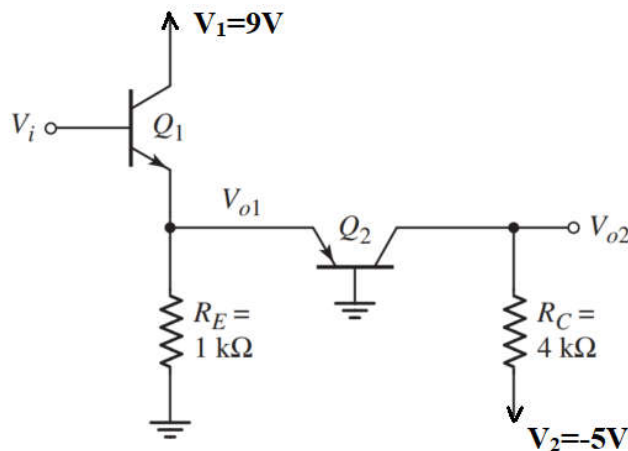 V₁=9V
Vᵢ
Q₁
Vₒ₁
Q₂
Vₒ₂
R_E =
1 kΩ
R_C =
4 kΩ
V₂=-5V